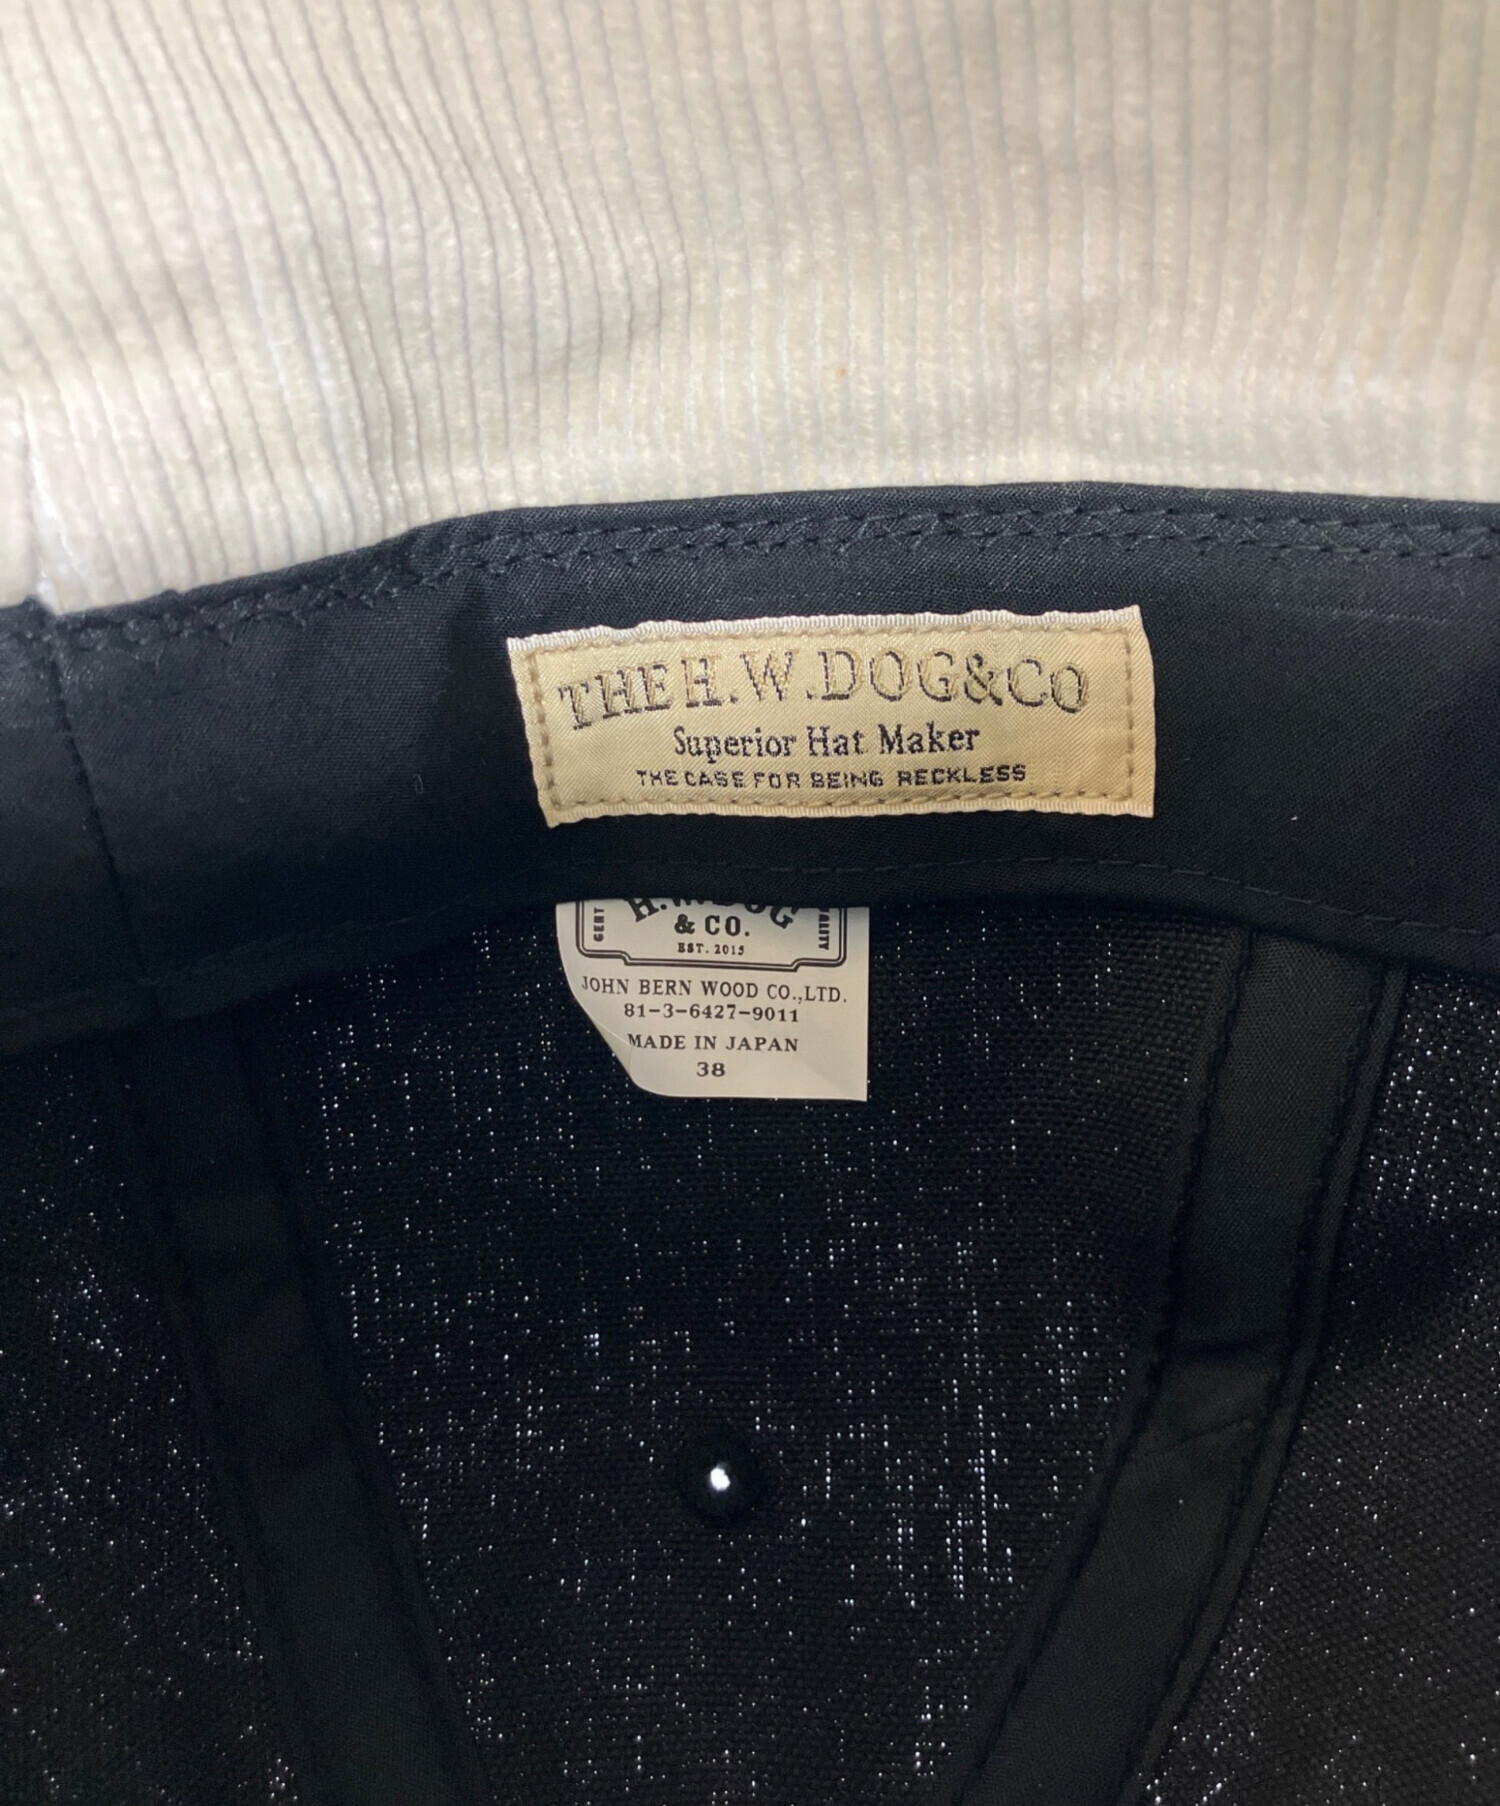 THE H.W.DOG&CO
Superior Hat Maker
THE CASE FOR BEING RECKLESS
H.W.DOG
& CO.
EST. 2015
JOHN BERN WOOD CO.,LTD.
81-3-6427-9011
MADE IN JAPAN
38